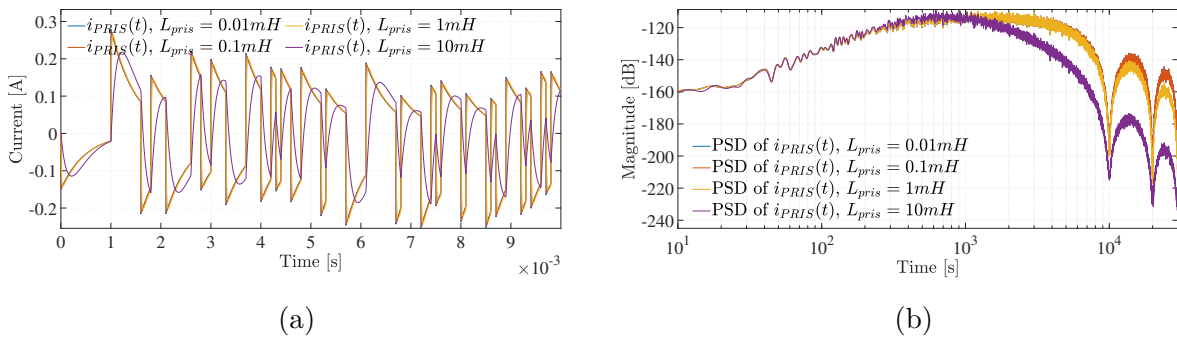 i_PRIS(t), L_pris = 0.01mH
i_PRIS(t), L_pris = 1mH
i_PRIS(t), L_pris = 0.1mH
i_PRIS(t), L_pris = 10mH
Current [A]
0.3
0.2
0.1
0
-0.1
-0.2
0 1 2 3 4 5 6 7 8 9
Time [s]
×10^-3
(a)
Magnitude [dB]
-120
-140
-160
-180
-200
-220
-240
PSD of i_PRIS(t), L_pris = 0.01mH
PSD of i_PRIS(t), L_pris = 0.1mH
PSD of i_PRIS(t), L_pris = 1mH
PSD of i_PRIS(t), L_pris = 10mH
10^1 10^2 10^3 10^4
Time [s]
(b)